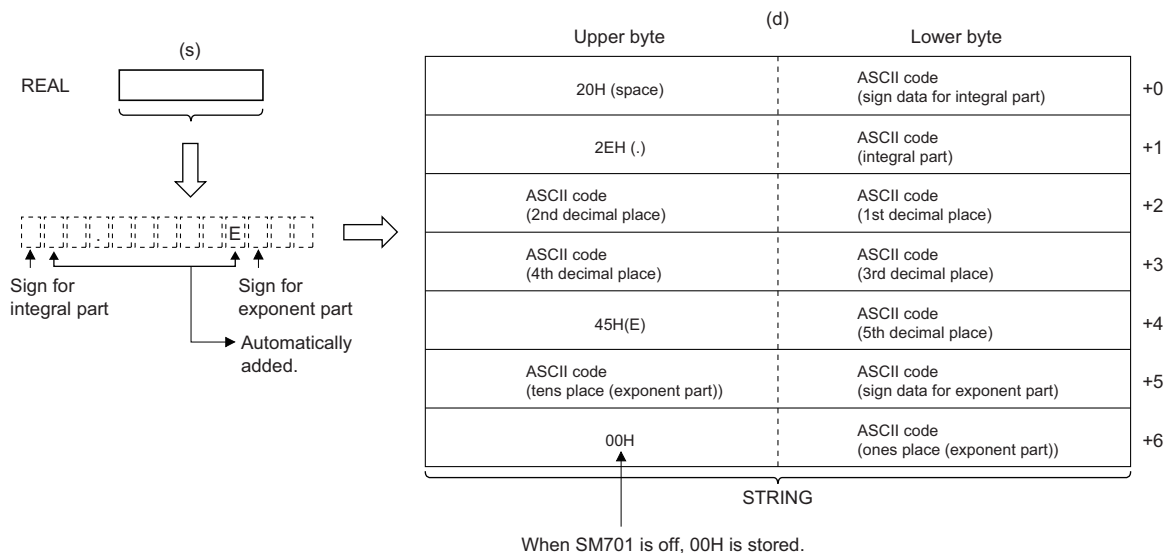 (s)
REAL
. E
Sign for
integral part
Sign for
exponent part
Automatically
added.
(d)
Upper byte Lower byte
20H (space) ASCII code
(sign data for integral part) +0
2EH (.) ASCII code
(integral part) +1
ASCII code
(2nd decimal place) ASCII code
(1st decimal place) +2
ASCII code
(4th decimal place) ASCII code
(3rd decimal place) +3
45H(E) ASCII code
(5th decimal place) +4
ASCII code
(tens place (exponent part)) ASCII code
(sign data for exponent part) +5
00H ASCII code
(ones place (exponent part)) +6
STRING
When SM701 is off, 00H is stored.